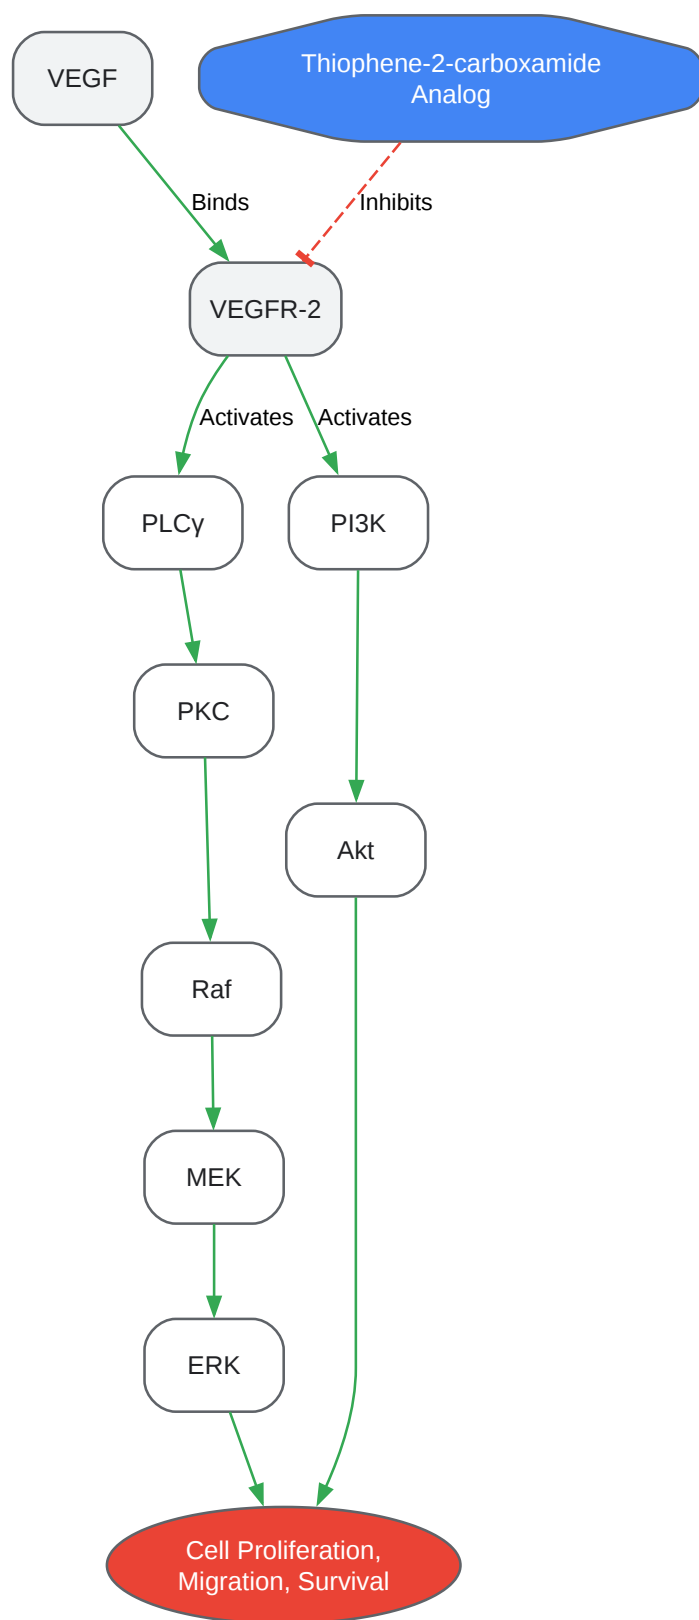 VEGF
Thiophene-2-carboxamide
Analog
Binds
Inhibits
VEGFR-2
Activates
Activates
PLCγ
PI3K
PKC
Akt
Raf
MEK
ERK
Cell Proliferation,
Migration, Survival